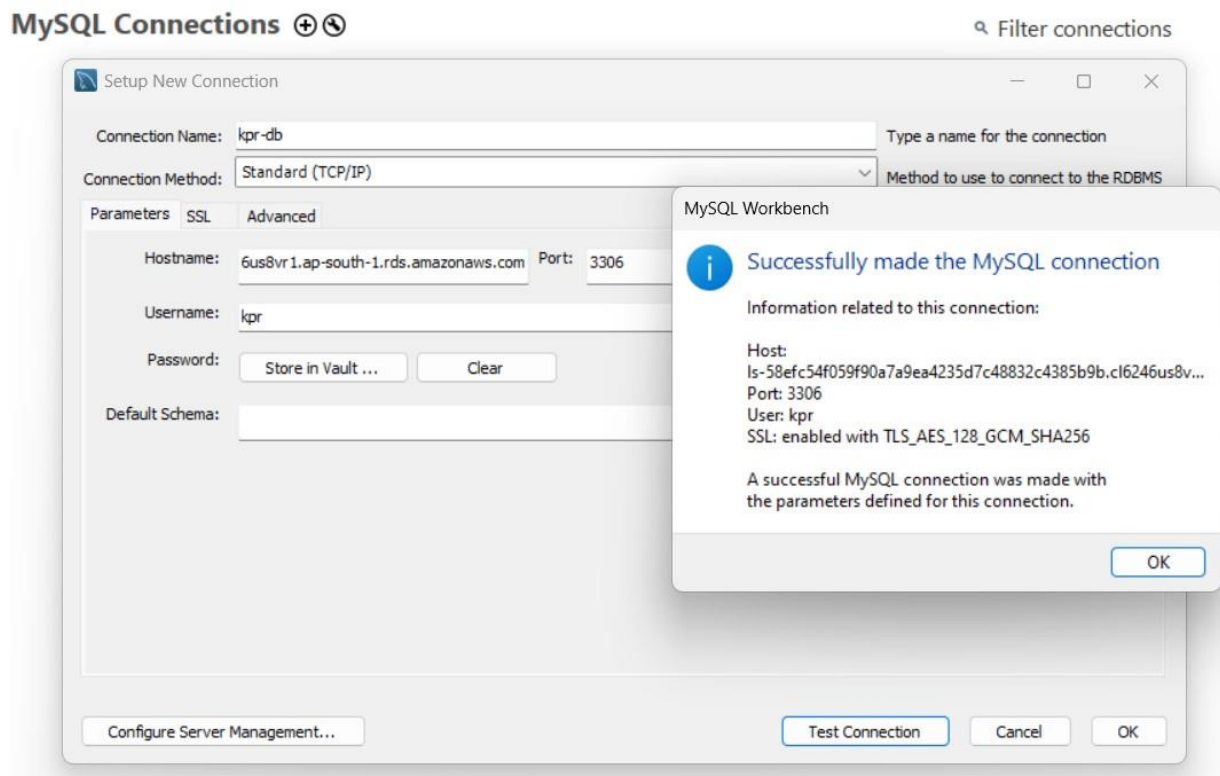 MySQL Connections
Filter connections
Setup New Connection
Connection Name: kpr-db Type a name for the connection
Connection Method: Standard (TCP/IP) Method to use to connect to the RDBMS
Parameters SSL Advanced
Hostname: 6us8vr1.ap-south-1.rds.amazonaws.com Port: 3306
Username: kpr
Password: Store in Vault ... Clear
Default Schema:
MySQL Workbench
Successfully made the MySQL connection
Information related to this connection:
Host:
ls-58efc54f059f90a7a9ea4235d7c48832c4385b9b.cl6246us8v...
Port: 3306
User: kpr
SSL: enabled with TLS_AES_128_GCM_SHA256
A successful MySQL connection was made with
the parameters defined for this connection.
OK
Configure Server Management... Test Connection Cancel OK